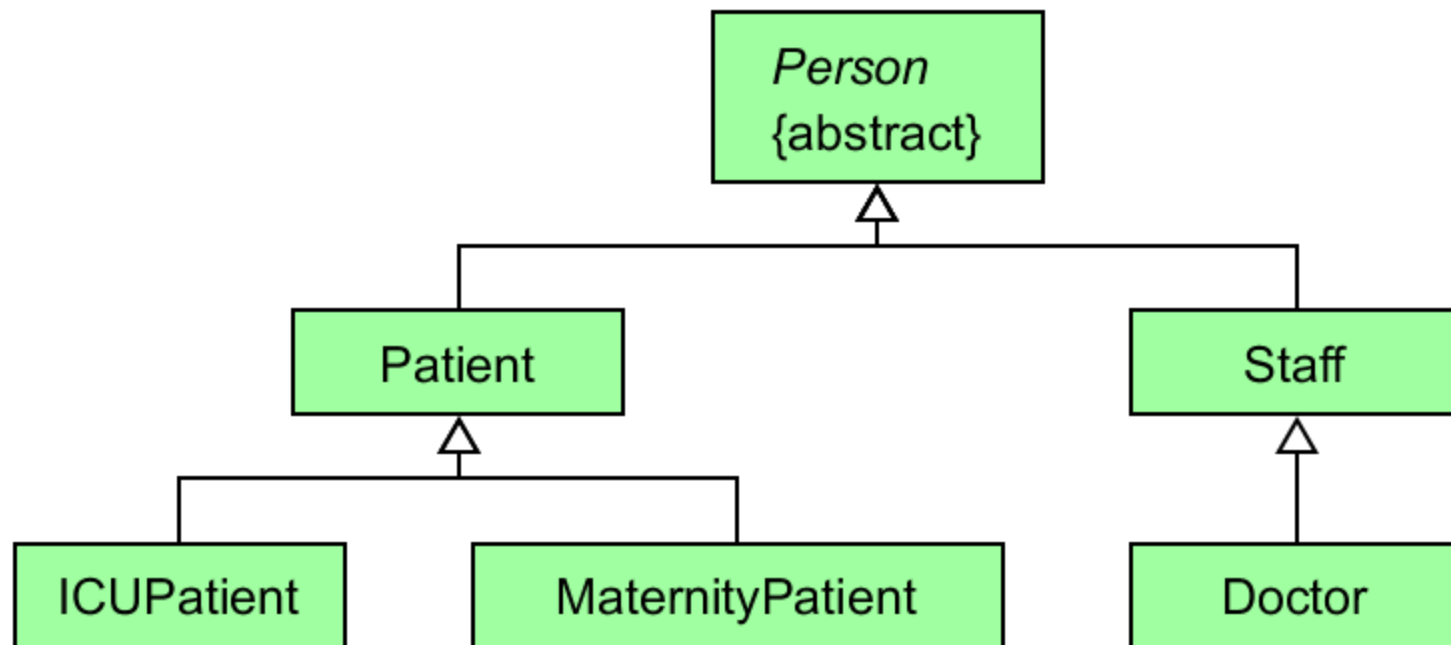 Person
{abstract}
Patient
Staff
ICUPatient
MaternityPatient
Doctor